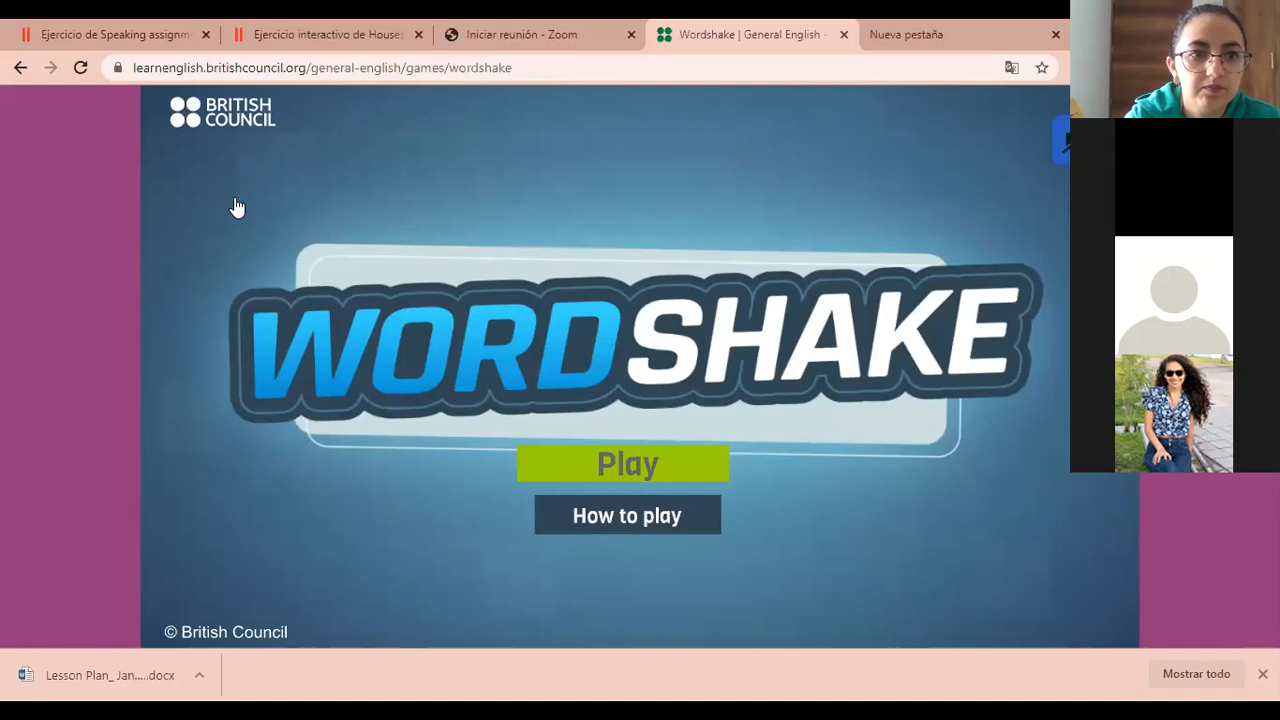 Ejercicio de Speaking assignm
Ejercicio interactivo de House
Iniciar reunión - Zoom
Wordshake | General English -
Nueva pestaña
learnenglish.britishcouncil.org/general-english/games/wordshake
BRITISH
COUNCIL
WORDSHAKE
Play
How to play
© British Council
Lesson Plan_ Jan.....docx
Mostrar todo